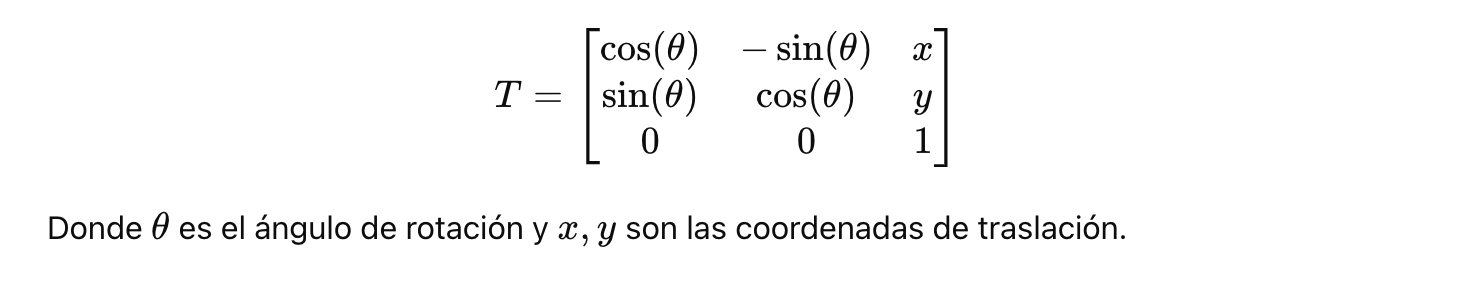 T = [cos(θ) − sin(θ) x
sin(θ) cos(θ) y
0 0 1]
Donde θ es el ángulo de rotación y x, y son las coordenadas de traslación.